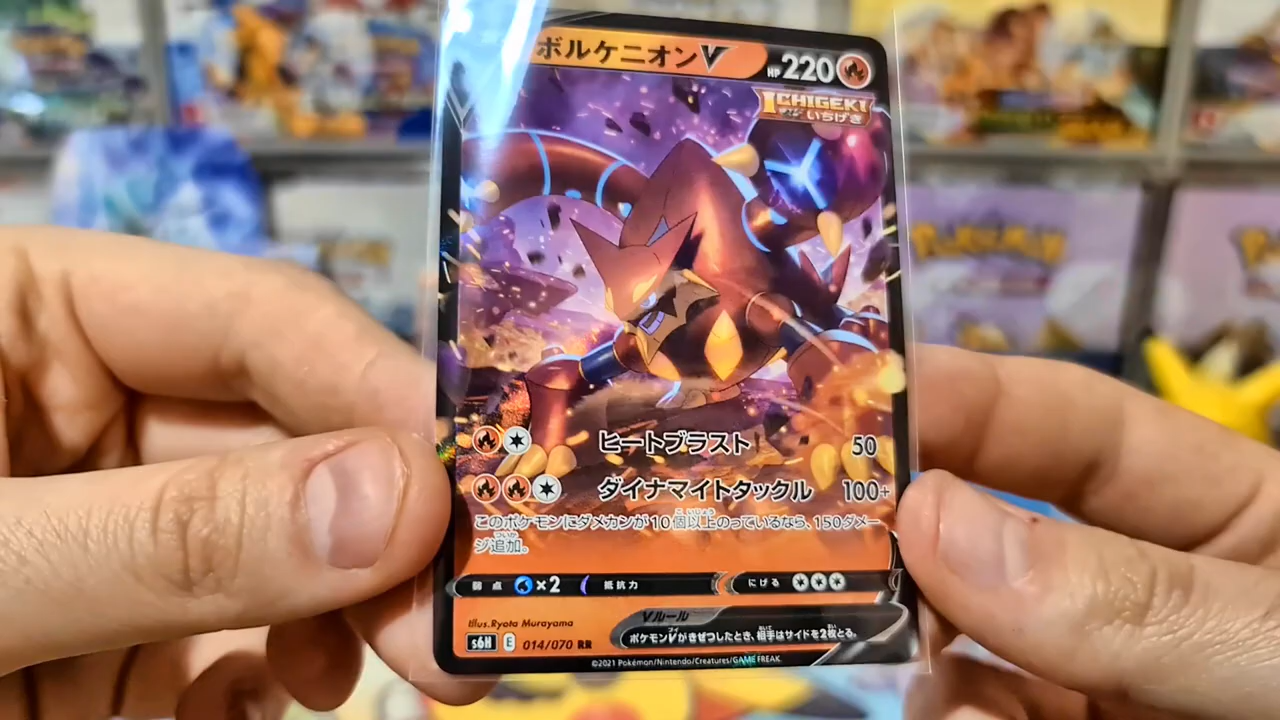 ボルケニオンV HP 220
ICHIGEKI
いちげき
ヒートブラスト 50
ダイナマイトタックル 100+
このポケモンにダメカンが10個以上のっているなら、150ダメー
ジ追加。
弱点 ×2 抵抗力 にげる
Illus. Ryota Murayama
Vルール
ポケモンVがきぜつしたとき、相手はサイドを2枚とる。
s6H E 014/070 RR
©2021 Pokémon/Nintendo/Creatures/GAME FREAK.
POKÉMON